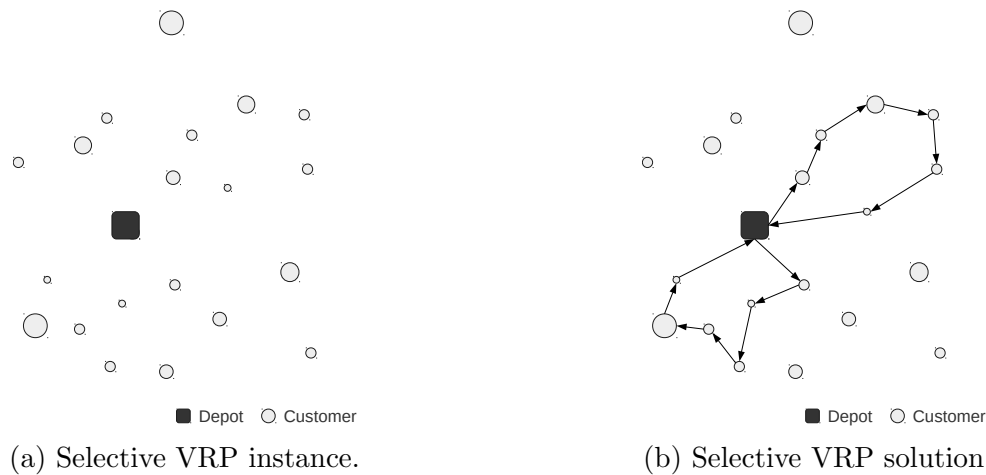 Depot Customer
Depot Customer
(a) Selective VRP instance.
(b) Selective VRP solution